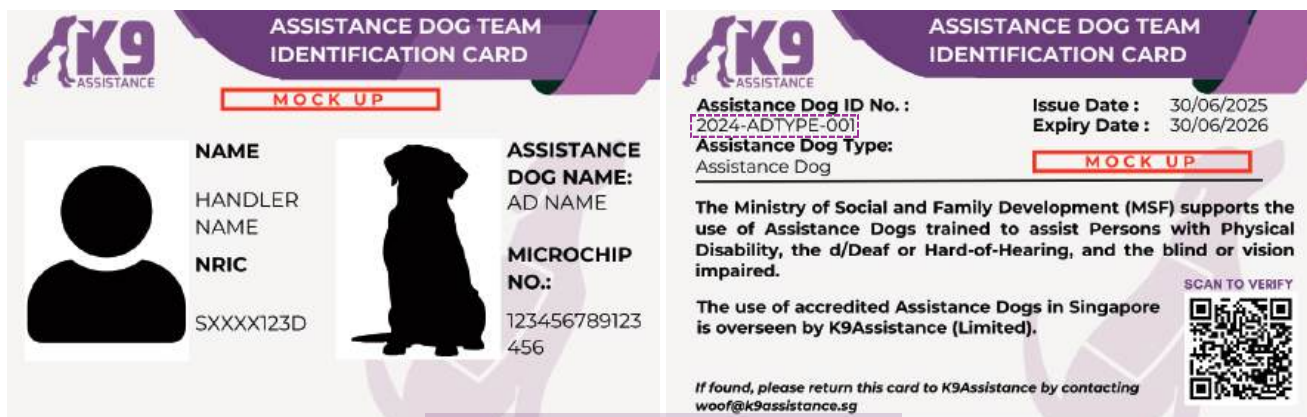 K9
ASSISTANCE
ASSISTANCE DOG TEAM
IDENTIFICATION CARD
MOCK UP
NAME
HANDLER
NAME
NRIC
SXXXX123D
ASSISTANCE
DOG NAME:
AD NAME
MICROCHIP
NO.:
123456789123
456
K9
ASSISTANCE
ASSISTANCE DOG TEAM
IDENTIFICATION CARD
Assistance Dog ID No. :
2024-ADTYPE-001
Assistance Dog Type:
Assistance Dog
Issue Date : 30/06/2025
Expiry Date : 30/06/2026
MOCK UP
The Ministry of Social and Family Development (MSF) supports the
use of Assistance Dogs trained to assist Persons with Physical
Disability, the d/Deaf or Hard-of-Hearing, and the blind or vision
impaired.
The use of accredited Assistance Dogs in Singapore
is overseen by K9Assistance (Limited).
SCAN TO VERIFY
If found, please return this card to K9Assistance by contacting
woof@k9assistance.sg